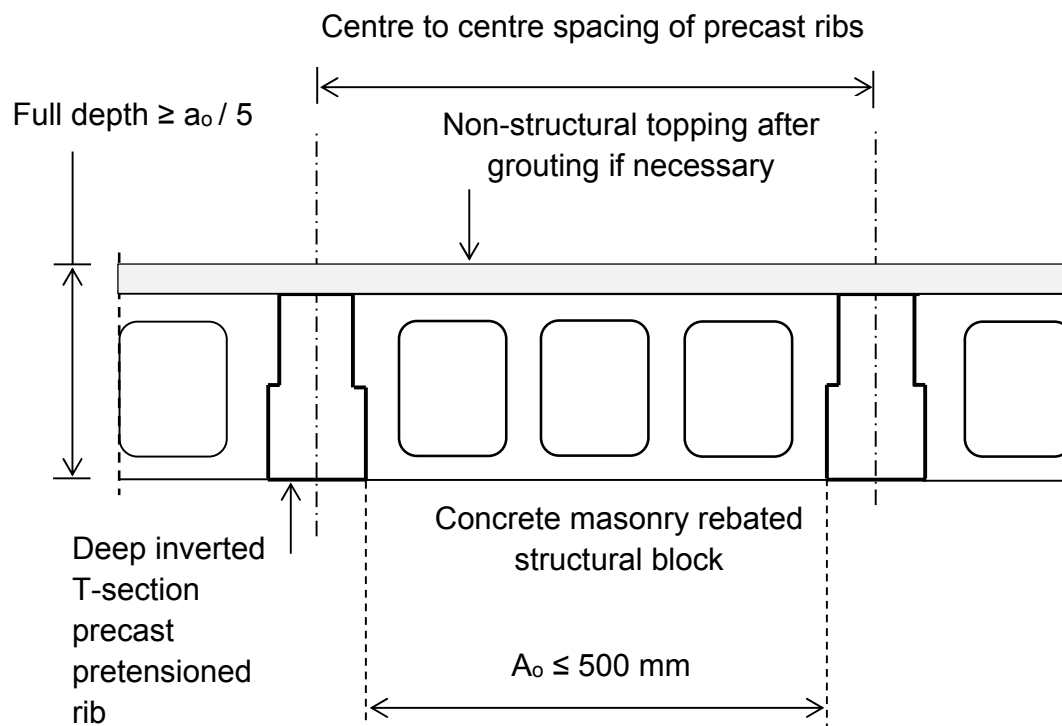 Centre to centre spacing of precast ribs
Full depth ≥ aₒ / 5
Non-structural topping after
grouting if necessary
Concrete masonry rebated
structural block
Deep inverted
T-section
precast
pretensioned
rib
Aₒ ≤ 500 mm